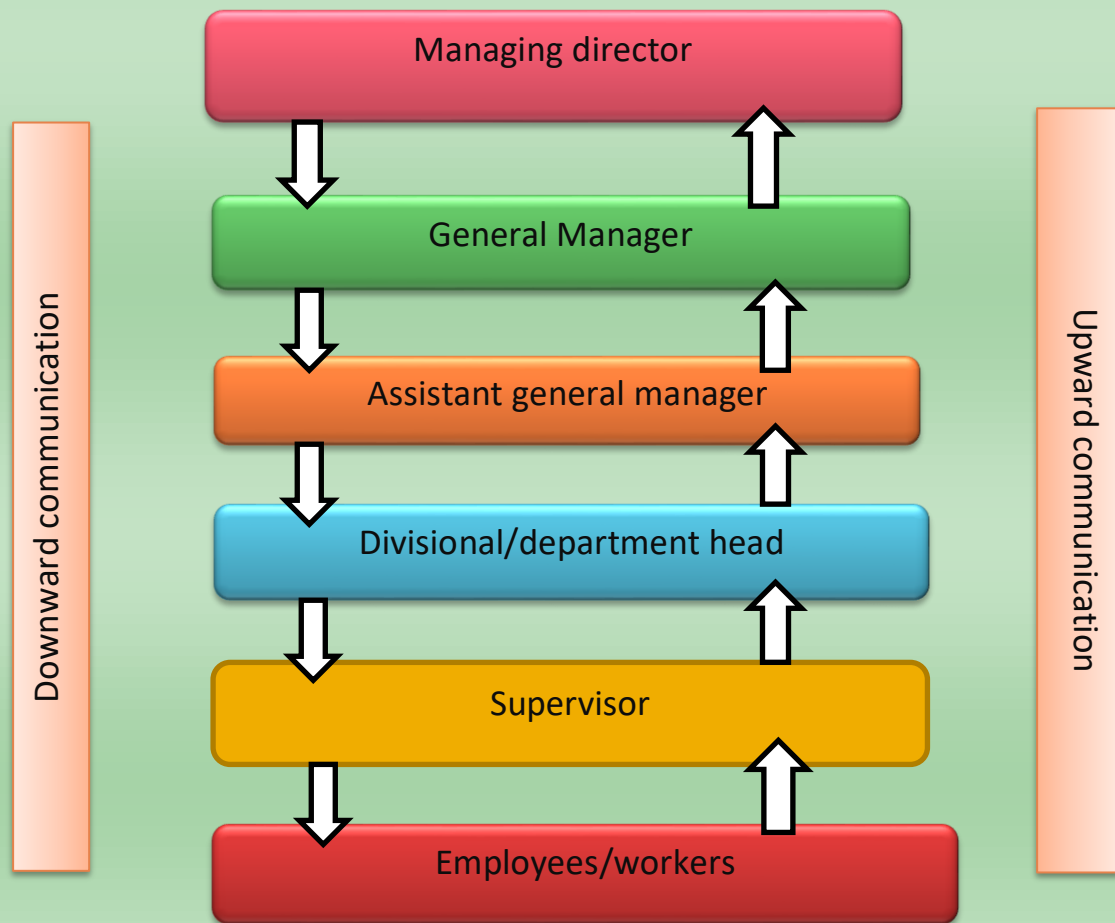 Managing director
General Manager
Assistant general manager
Divisional/department head
Supervisor
Employees/workers
Downward communication
Upward communication